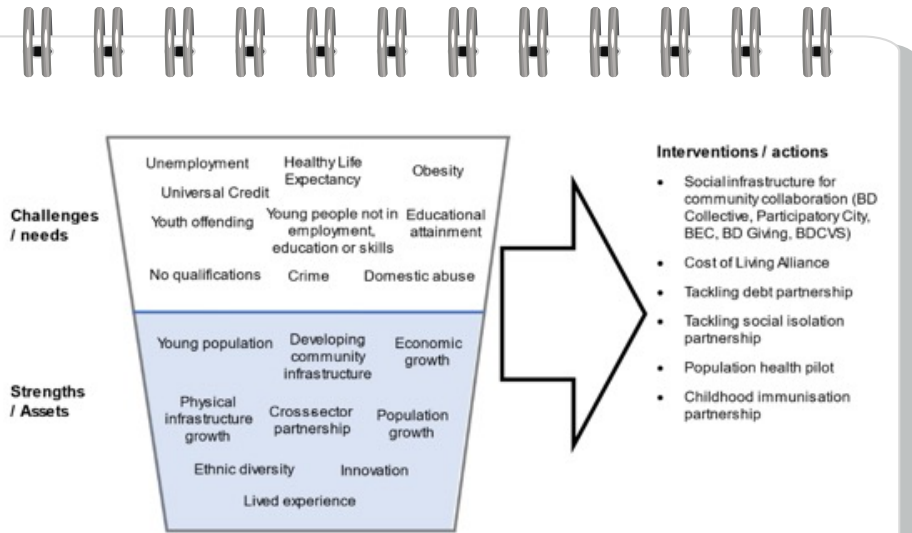 Challenges
/ needs
Unemployment
Healthy Life
Expectancy
Obesity
Universal Credit
Youth offending
Young people not in
employment,
education or skills
Educational
attainment
No qualifications
Crime
Domestic abuse
Strengths
/ Assets
Young population
Developing
community
infrastructure
Economic
growth
Physical
infrastructure
growth
Crosssector
partnership
Population
growth
Ethnic diversity
Innovation
Lived experience
Interventions / actions
• Social infrastructure for
community collaboration (BD
Collective, Participatory City,
BEC, BD Giving, BDCVS)
• Cost of Living Alliance
• Tackling debt partnership
• Tackling social isolation
partnership
• Population health pilot
• Childhood immunisation
partnership